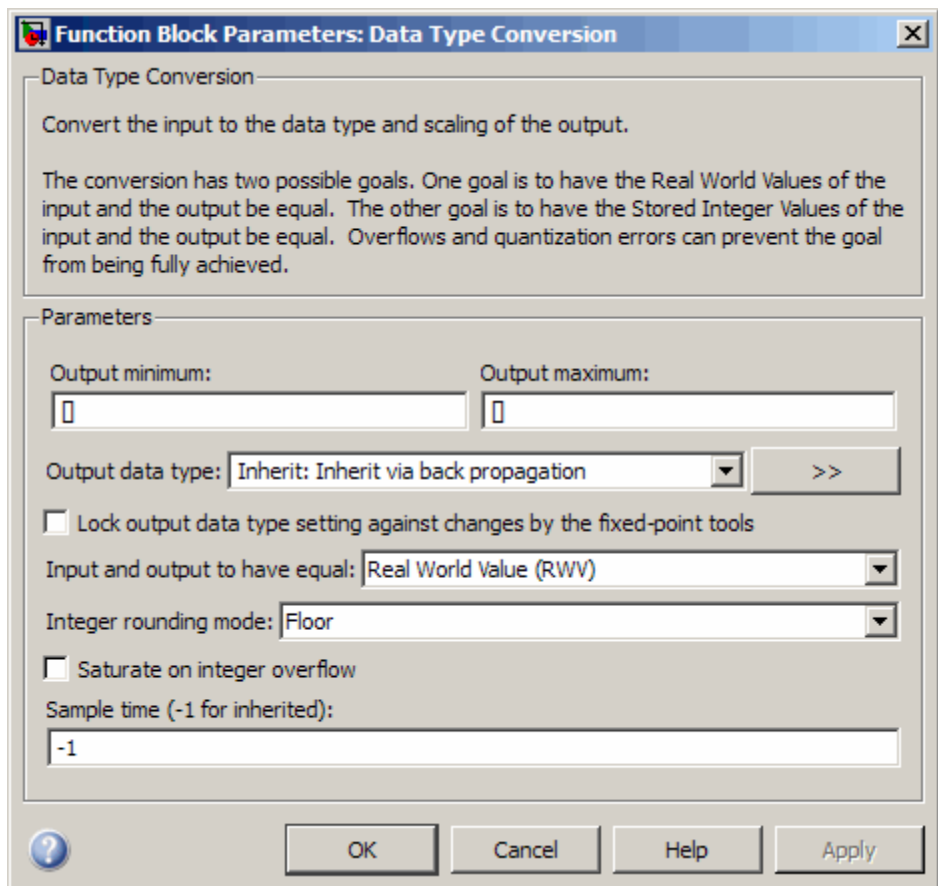 Function Block Parameters: Data Type Conversion
Data Type Conversion
Convert the input to the data type and scaling of the output.
The conversion has two possible goals. One goal is to have the Real World Values of the
input and the output be equal.  The other goal is to have the Stored Integer Values of the
input and the output be equal.  Overflows and quantization errors can prevent the goal
from being fully achieved.
Parameters
Output minimum:
Output maximum:
[]
[]
Output data type: Inherit: Inherit via back propagation
>>
Lock output data type setting against changes by the fixed-point tools
Input and output to have equal: Real World Value (RWV)
Integer rounding mode: Floor
Saturate on integer overflow
Sample time (-1 for inherited):
-1
?
OK
Cancel
Help
Apply